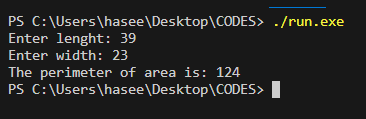 PS C:\Users\hasee\Desktop\CODES> ./run.exe
Enter lenght: 39
Enter width: 23
The perimeter of area is: 124
PS C:\Users\hasee\Desktop\CODES>